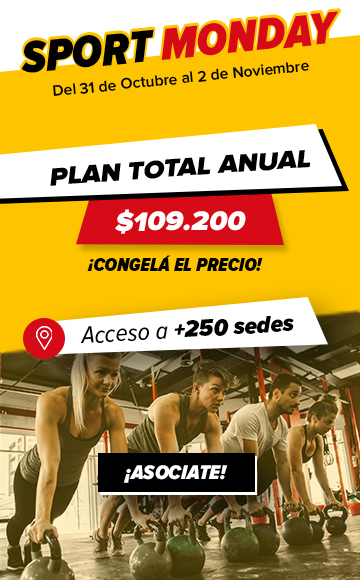 SPORT MONDAY
Del 31 de Octubre al 2 de Noviembre
PLAN TOTAL ANUAL
$109.200
¡CONGELÁ EL PRECIO!
Acceso a +250 sedes
¡ASOCIATE!